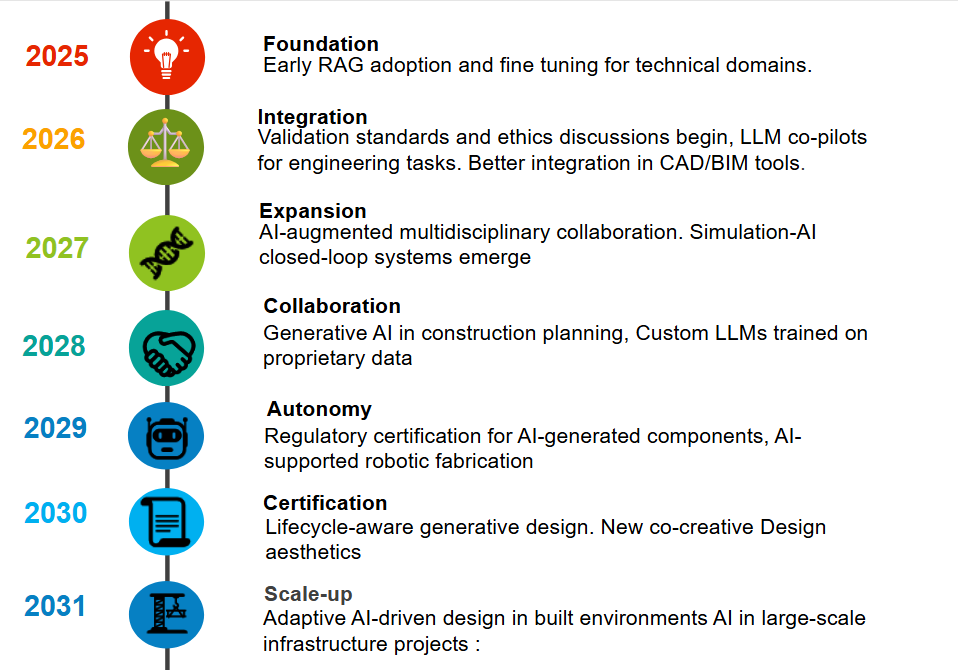 2025
Foundation
Early RAG adoption and fine tuning for technical domains.
2026
Integration
Validation standards and ethics discussions begin, LLM co-pilots
for engineering tasks. Better integration in CAD/BIM tools.
2027
Expansion
AI-augmented multidisciplinary collaboration. Simulation-AI
closed-loop systems emerge
2028
Collaboration
Generative AI in construction planning, Custom LLMs trained on
proprietary data
2029
Autonomy
Regulatory certification for AI-generated components, AI-
supported robotic fabrication
2030
Certification
Lifecycle-aware generative design. New co-creative Design
aesthetics
2031
Scale-up
Adaptive AI-driven design in built environments AI in large-scale
infrastructure projects :